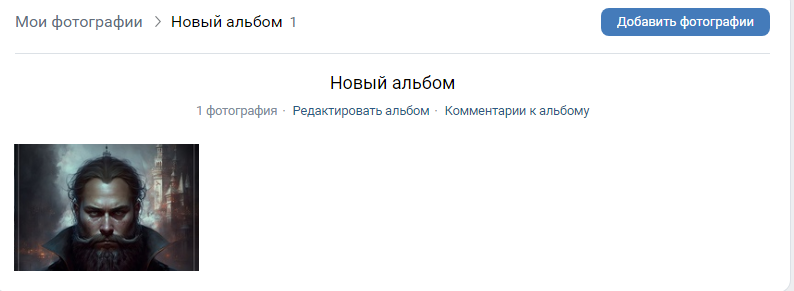 Мои фотографии > Новый альбом 1
Добавить фотографии
Новый альбом
1 фотография · Редактировать альбом · Комментарии к альбому